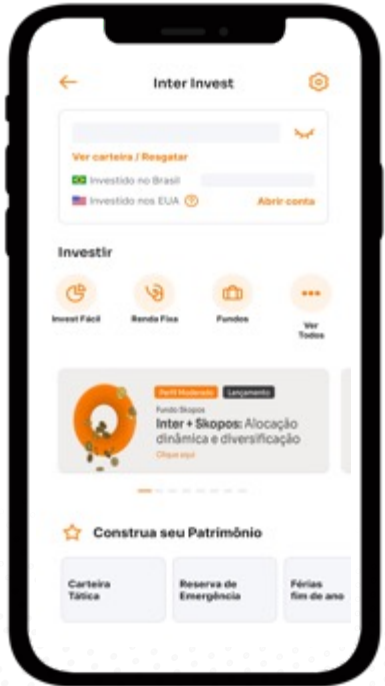 Inter Invest
Ver carteira / Resgatar
Investido no Brasil
Investido nos EUA ?
Abrir conta
Investir
Invest Fácil
Renda Fixa
Fundos
Ver
Todos
Perfil Moderado
Lançamento
Fundo Skopos
Inter + Skopos: Alocação
dinâmica e diversificação
Clique aqui
Construa seu Patrimônio
Carteira
Tática
Reserva de
Emergência
Férias
fim de ano